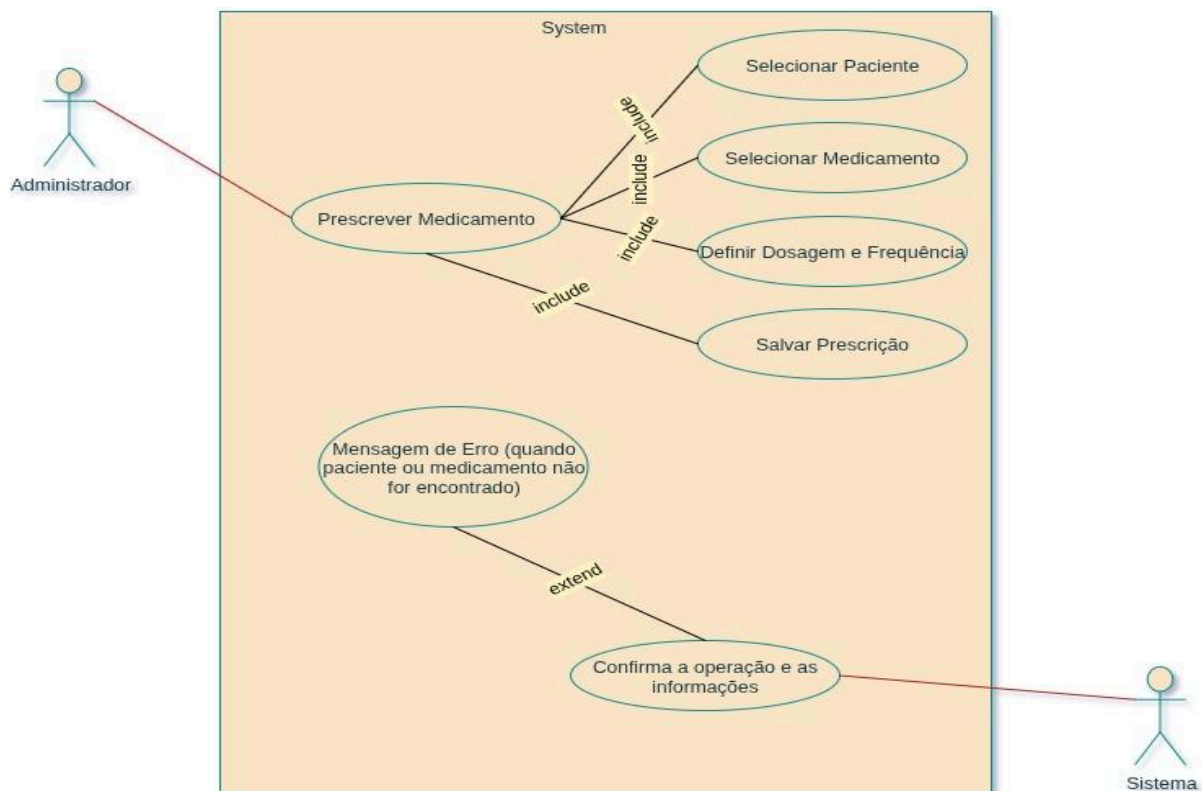 System
Selecionar Paciente
Administrador
include
Selecionar Medicamento
include
Prescrever Medicamento
include
Definir Dosagem e Frequência
include
Salvar Prescrição
Mensagem de Erro (quando
paciente ou medicamento não
for encontrado)
extend
Confirma a operação e as
informações
Sistema